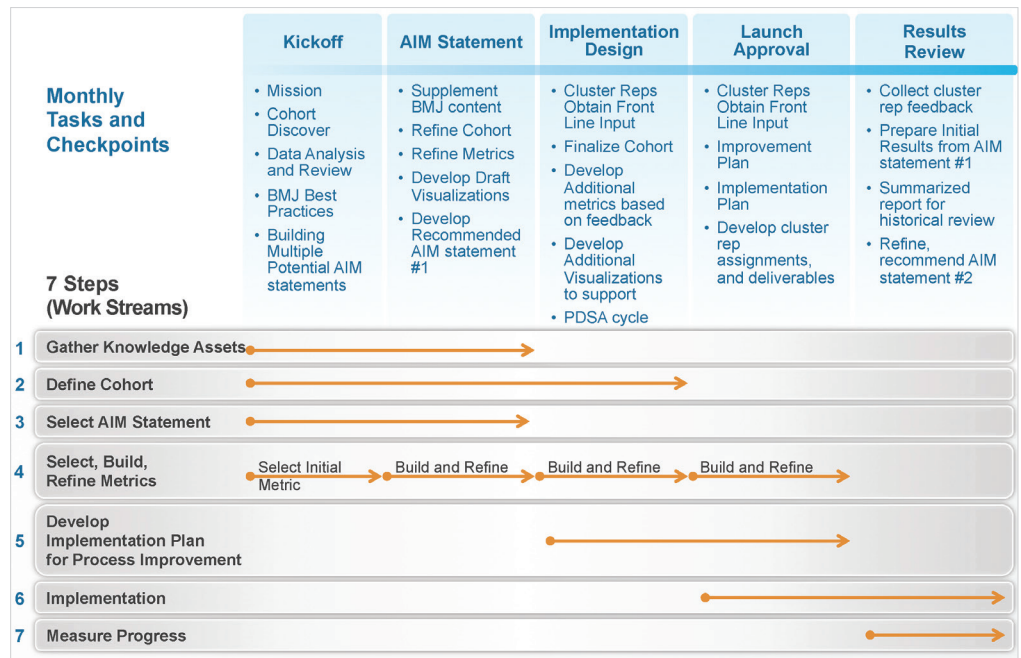 Kickoff
AIM Statement
Implementation
Design
Launch
Approval
Results
Review
Monthly
Tasks and
Checkpoints
• Mission
• Cohort
Discover
• Data Analysis
and Review
• BMJ Best
Practices
• Building
Multiple
Potential AIM
statements
• Supplement
BMJ content
• Refine Cohort
• Refine Metrics
• Develop Draft
Visualizations
• Develop
Recommended
AIM statement
#1
• Cluster Reps
Obtain Front
Line Input
• Finalize Cohort
• Develop
Additional
metrics based
on feedback
• Develop
Additional
Visualizations
to support
• PDSA cycle
• Cluster Reps
Obtain Front
Line Input
• Improvement
Plan
• Implementation
Plan
• Develop cluster
rep
assignments,
and deliverables
• Collect cluster
rep feedback
• Prepare Initial
Results from AIM
statement #1
• Summarized
report for
historical review
• Refine,
recommend AIM
statement #2
7 Steps
(Work Streams)
1 Gather Knowledge Assets
2 Define Cohort
3 Select AIM Statement
4 Select, Build,
Refine Metrics
Select Initial
Metric
Build and Refine
Build and Refine
Build and Refine
5 Develop
Implementation Plan
for Process Improvement
6 Implementation
7 Measure Progress